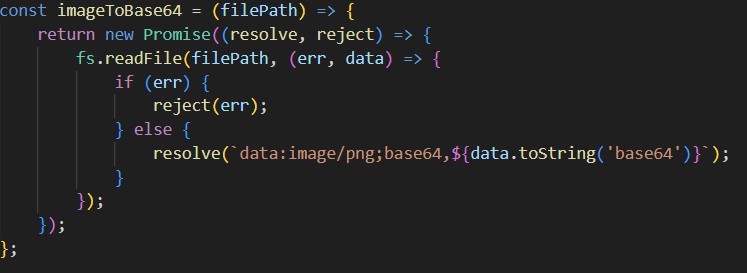 const imageToBase64 = (filePath) => {
    return new Promise((resolve, reject) => {
        fs.readFile(filePath, (err, data) => {
            if (err) {
                reject(err);
            } else {
                resolve(`data:image/png;base64,${data.toString('base64')}`);
            }
        });
    });
};